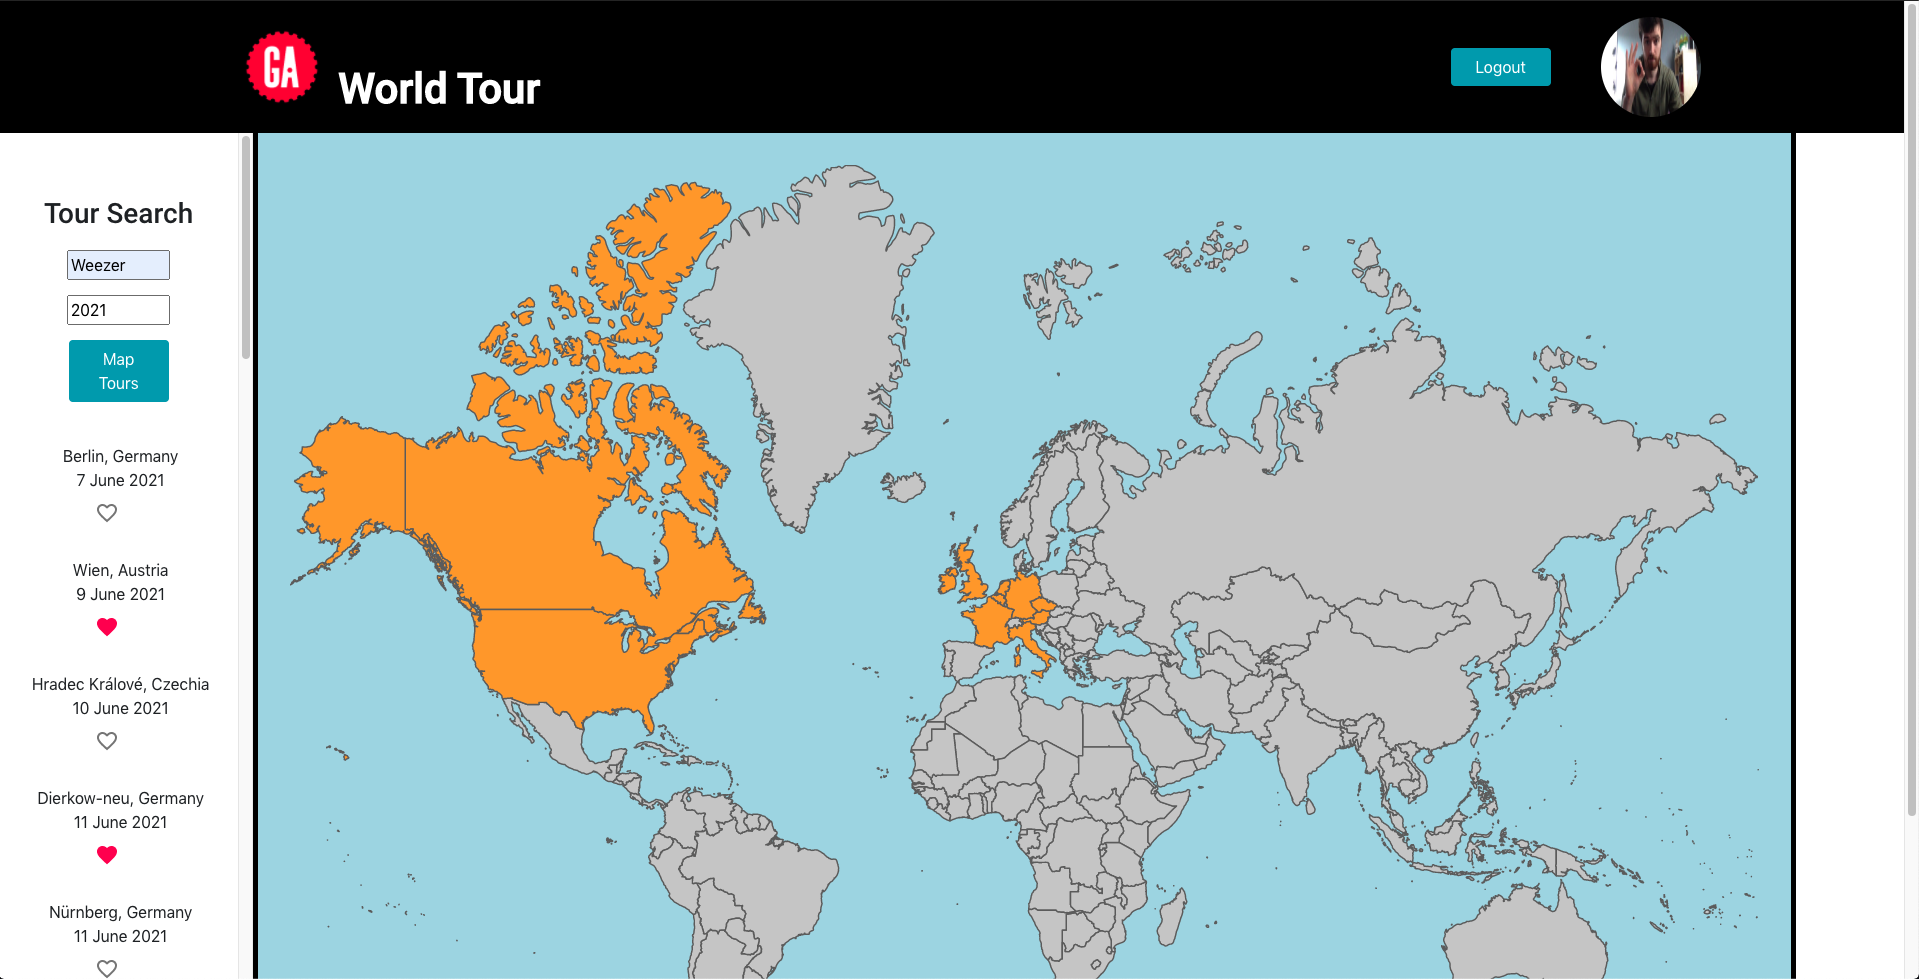 GA
World Tour
Logout
Tour Search
Weezer
2021
Map
Tours
Berlin, Germany
7 June 2021
Wien, Austria
9 June 2021
Hradec Králové, Czechia
10 June 2021
Dierkow-neu, Germany
11 June 2021
Nürnberg, Germany
11 June 2021